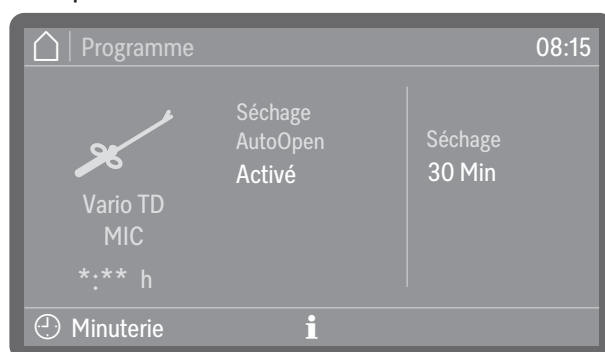 Programme
08:15
Vario TD
MIC
*:** h
Séchage
AutoOpen
Activé
Séchage
30 Min
Minuterie
i